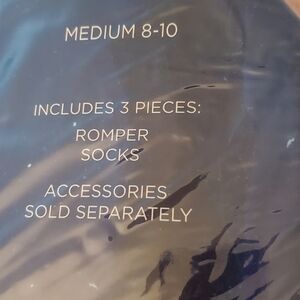 MEDIUM 8-10
INCLUDES 3 PIECES:
ROMPER
SOCKS
ACCESSORIES
SOLD SEPARATELY